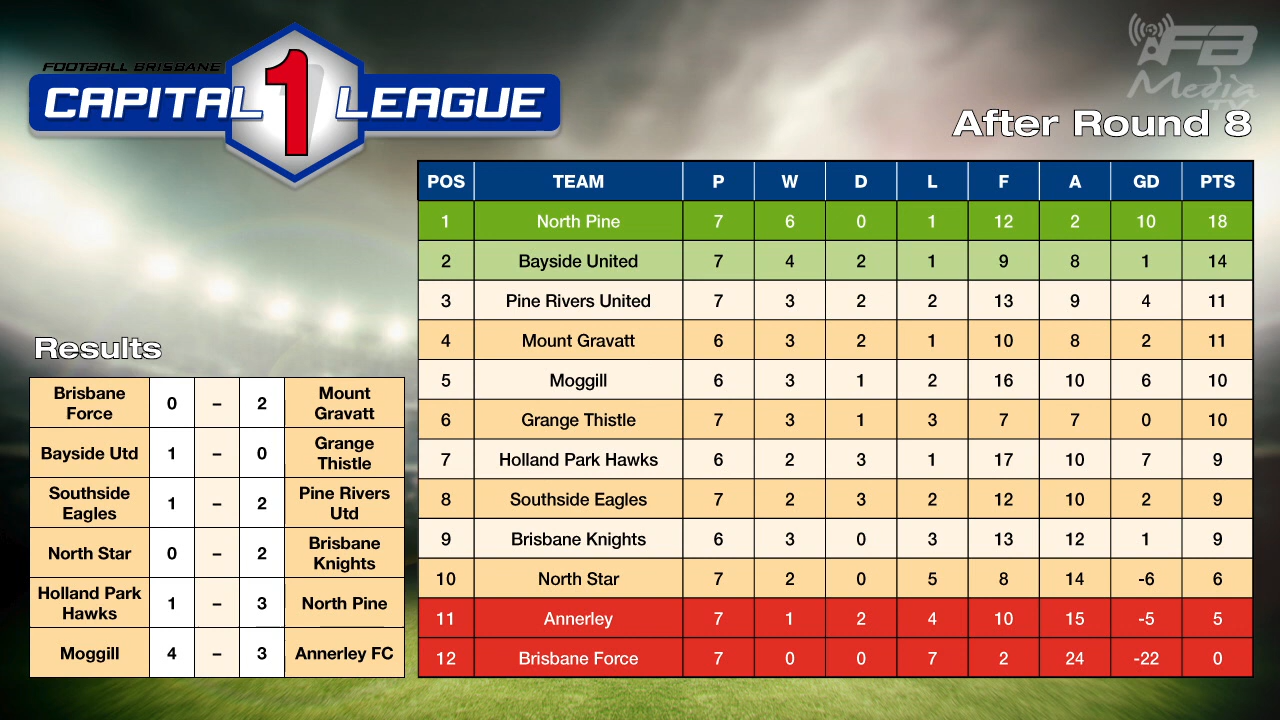 FOOTBALL BRISBANE
CAPITAL 1 LEAGUE
FB
Media
TV
After Round 8
POS TEAM P W D L F A GD PTS
1 North Pine 7 6 0 1 12 2 10 18
2 Bayside United 7 4 2 1 9 8 1 14
3 Pine Rivers United 7 3 2 2 13 9 4 11
4 Mount Gravatt 6 3 2 1 10 8 2 11
5 Moggill 6 3 1 2 16 10 6 10
6 Grange Thistle 7 3 1 3 7 7 0 10
7 Holland Park Hawks 6 2 3 1 17 10 7 9
8 Southside Eagles 7 2 3 2 12 10 2 9
9 Brisbane Knights 6 3 0 3 13 12 1 9
10 North Star 7 2 0 5 8 14 -6 6
11 Annerley 7 1 2 4 10 15 -5 5
12 Brisbane Force 7 0 0 7 2 24 -22 0
Results
Brisbane Force 0 – 2 Mount Gravatt
Bayside Utd 1 – 0 Grange Thistle
Southside Eagles 1 – 2 Pine Rivers Utd
North Star 0 – 2 Brisbane Knights
Holland Park Hawks 1 – 3 North Pine
Moggill 4 – 3 Annerley FC